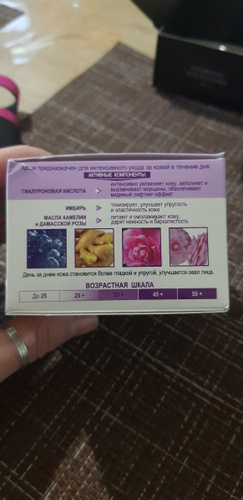 Крем предназначен для интенсивного ухода за кожей в течение дня
АКТИВНЫЕ КОМПОНЕНТЫ:
ГИАЛУРОНОВАЯ КИСЛОТА > интенсивно увлажняет кожу, заполняет и
выравнивает морщины, обеспечивает
видимый лифтинг-эффект
ИМБИРЬ > тонизирует, улучшает упругость
и эластичность кожи
МАСЛА КАМЕЛИИ
И ДАМАССКОЙ РОЗЫ > питают и омолаживают кожу,
дарят нежность и бархатистость
День за днем кожа становится более гладкой и упругой, улучшается овал лица.
ВОЗРАСТНАЯ ШКАЛА
До 25 25 + 35 + 45 + 55 +